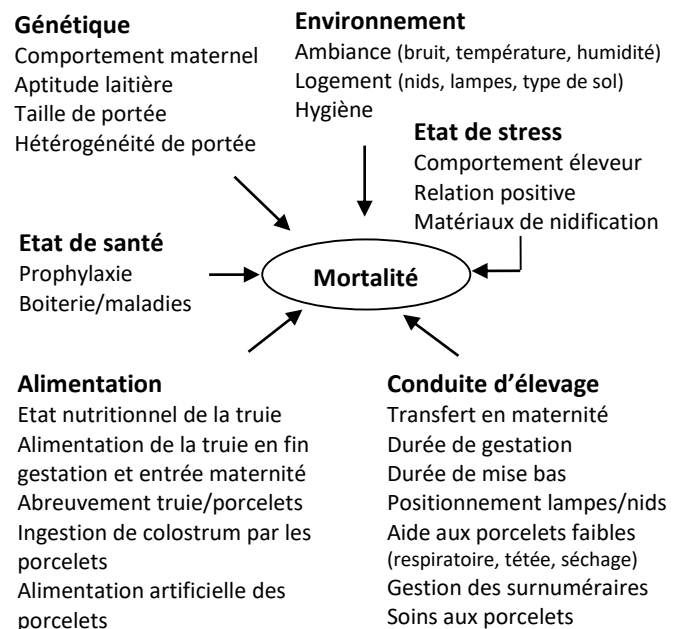 Génétique
Comportement maternel
Aptitude laitière
Taille de portée
Hétérogénéité de portée
Environnement
Ambiance (bruit, température, humidité)
Logement (nids, lampes, type de sol)
Hygiène
Etat de stress
Comportement éleveur
Relation positive
Matériaux de nidification
Etat de santé
Prophylaxie
Boiterie/maladies
Mortalité
Alimentation
Etat nutritionnel de la truie
Alimentation de la truie en fin
gestation et entrée maternité
Abreuvement truie/porcelets
Ingestion de colostrum par les
porcelets
Alimentation artificielle des
porcelets
Conduite d’élevage
Transfert en maternité
Durée de gestation
Durée de mise bas
Positionnement lampes/nids
Aide aux porcelets faibles
(respiratoire, tétée, séchage)
Gestion des surnuméraires
Soins aux porcelets